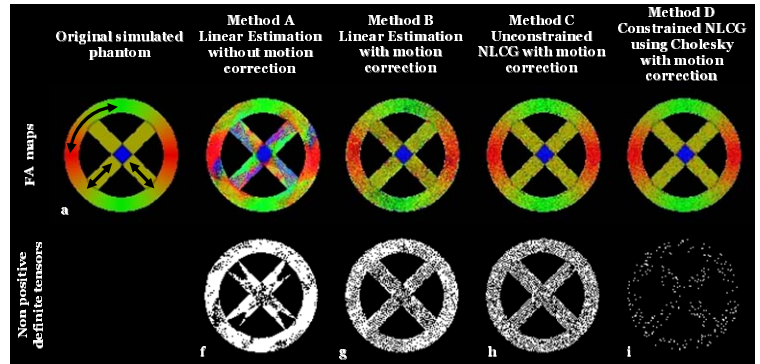 Original simulated
phantom
Method A
Linear Estimation
without motion
correction
Method B
Linear Estimation
with motion
correction
Method C
Unconstrained
NLCG with motion
correction
Method D
Constrained NLCG
using Cholesky
with motion
correction
FA maps
a
Non positive
definite tensors
f
g
h
i